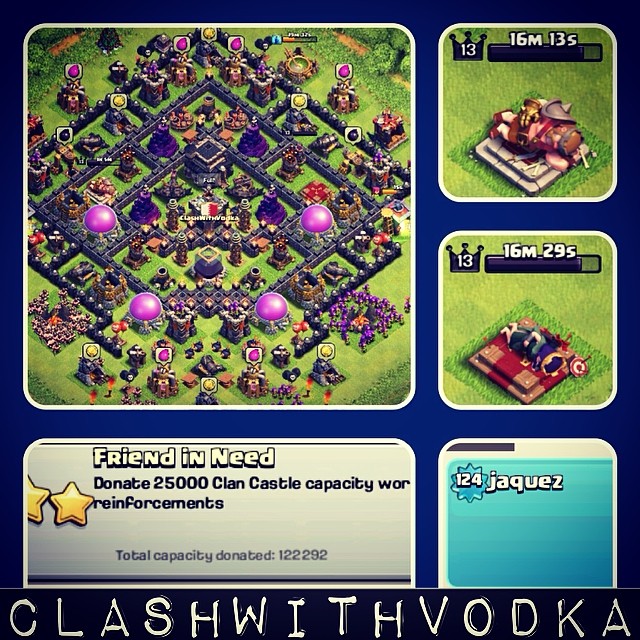 ClashWithVodka
13
16M 13s
13
16M 29s
Friend in Need
Donate 25000 Clan Castle capacity wor
reinforcements
Total capacity donated: 122292
124 jaquez
CLASHWITHVODKA